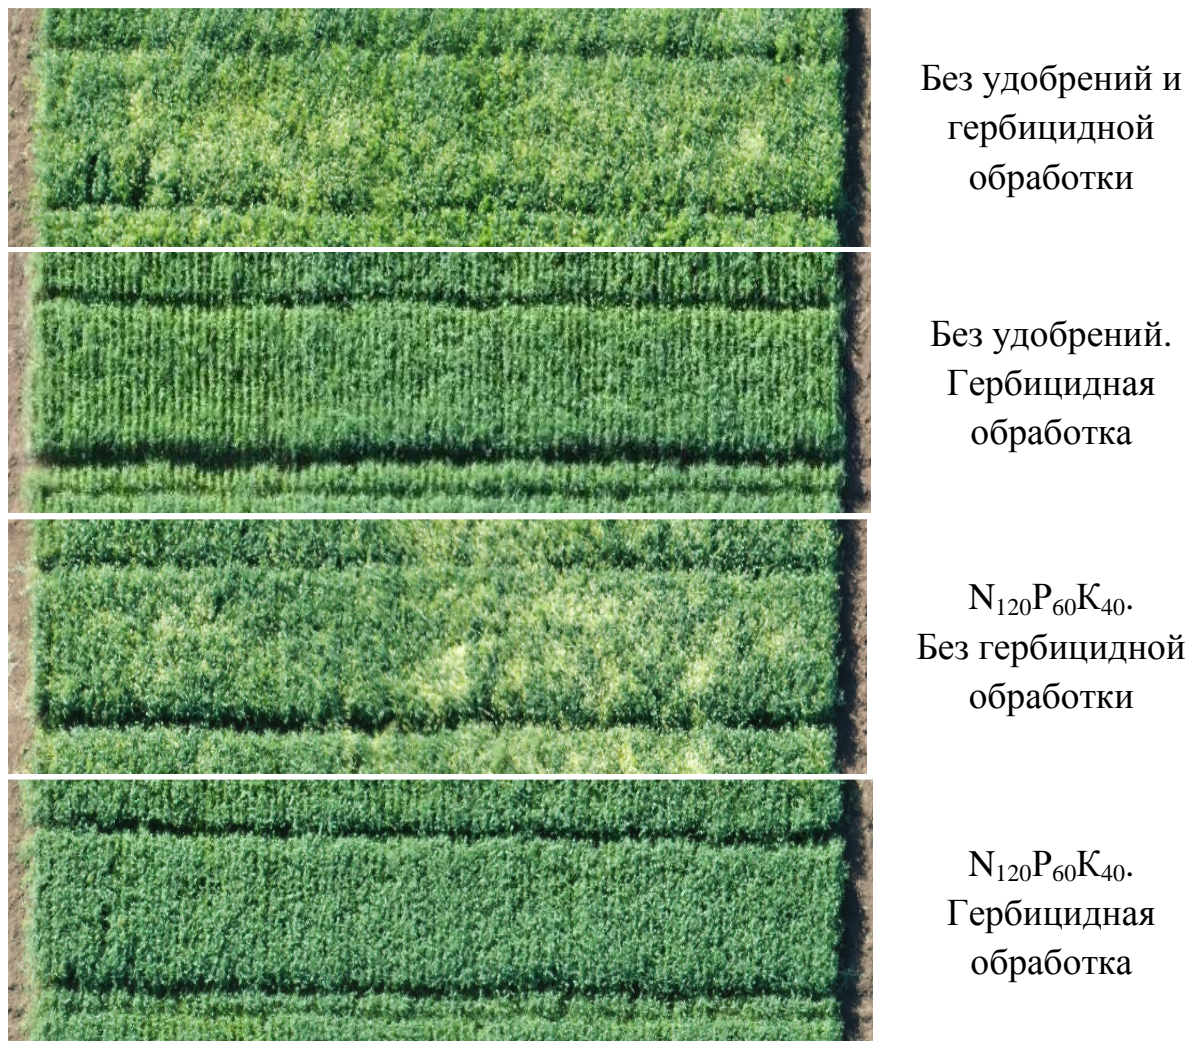 Без удобрений и
гербицидной
обработки
Без удобрений.
Гербицидная
обработка
N₁₂₀P₆₀K₄₀.
Без гербицидной
обработки
N₁₂₀P₆₀K₄₀.
Гербицидная
обработка